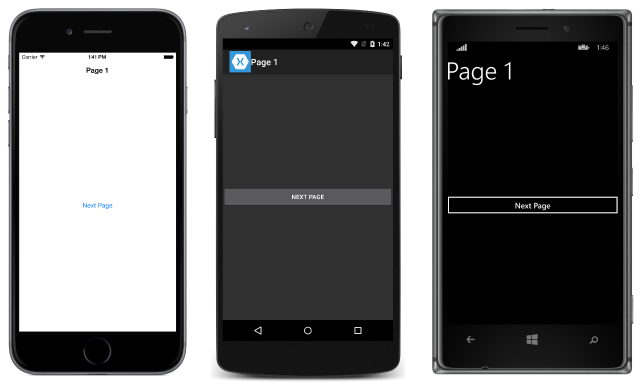 Carrier 1:41 PM
Page 1
Next Page
1:42
Page 1
NEXT PAGE
1:46
Page 1
Next Page